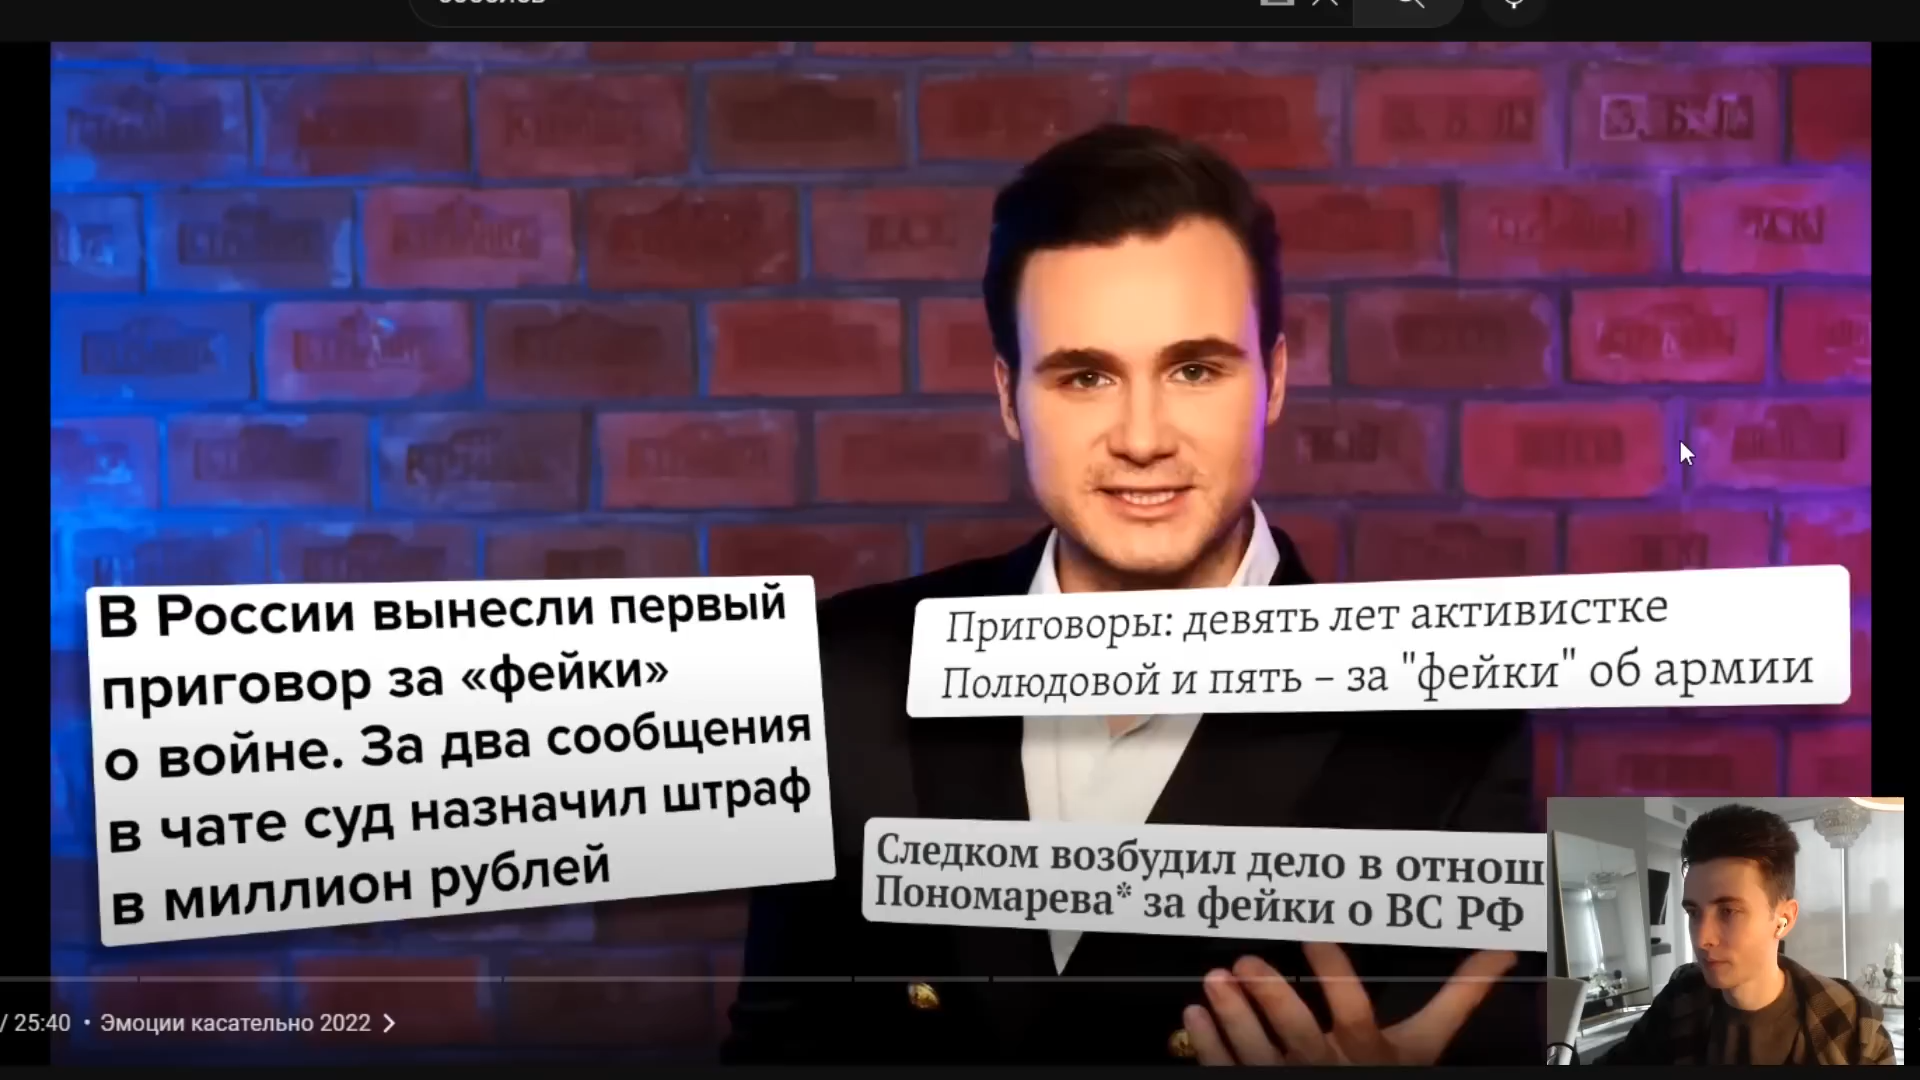 В России вынесли первый
приговор за «фейки»
о войне. За два сообщения
в чате суд назначил штраф
в миллион рублей
Приговоры: девять лет активистке
Полюдовой и пять – за "фейки" об армии
Следком возбудил дело в отнош
Пономарева* за фейки о ВС РФ
/ 25:40 • Эмоции касательно 2022